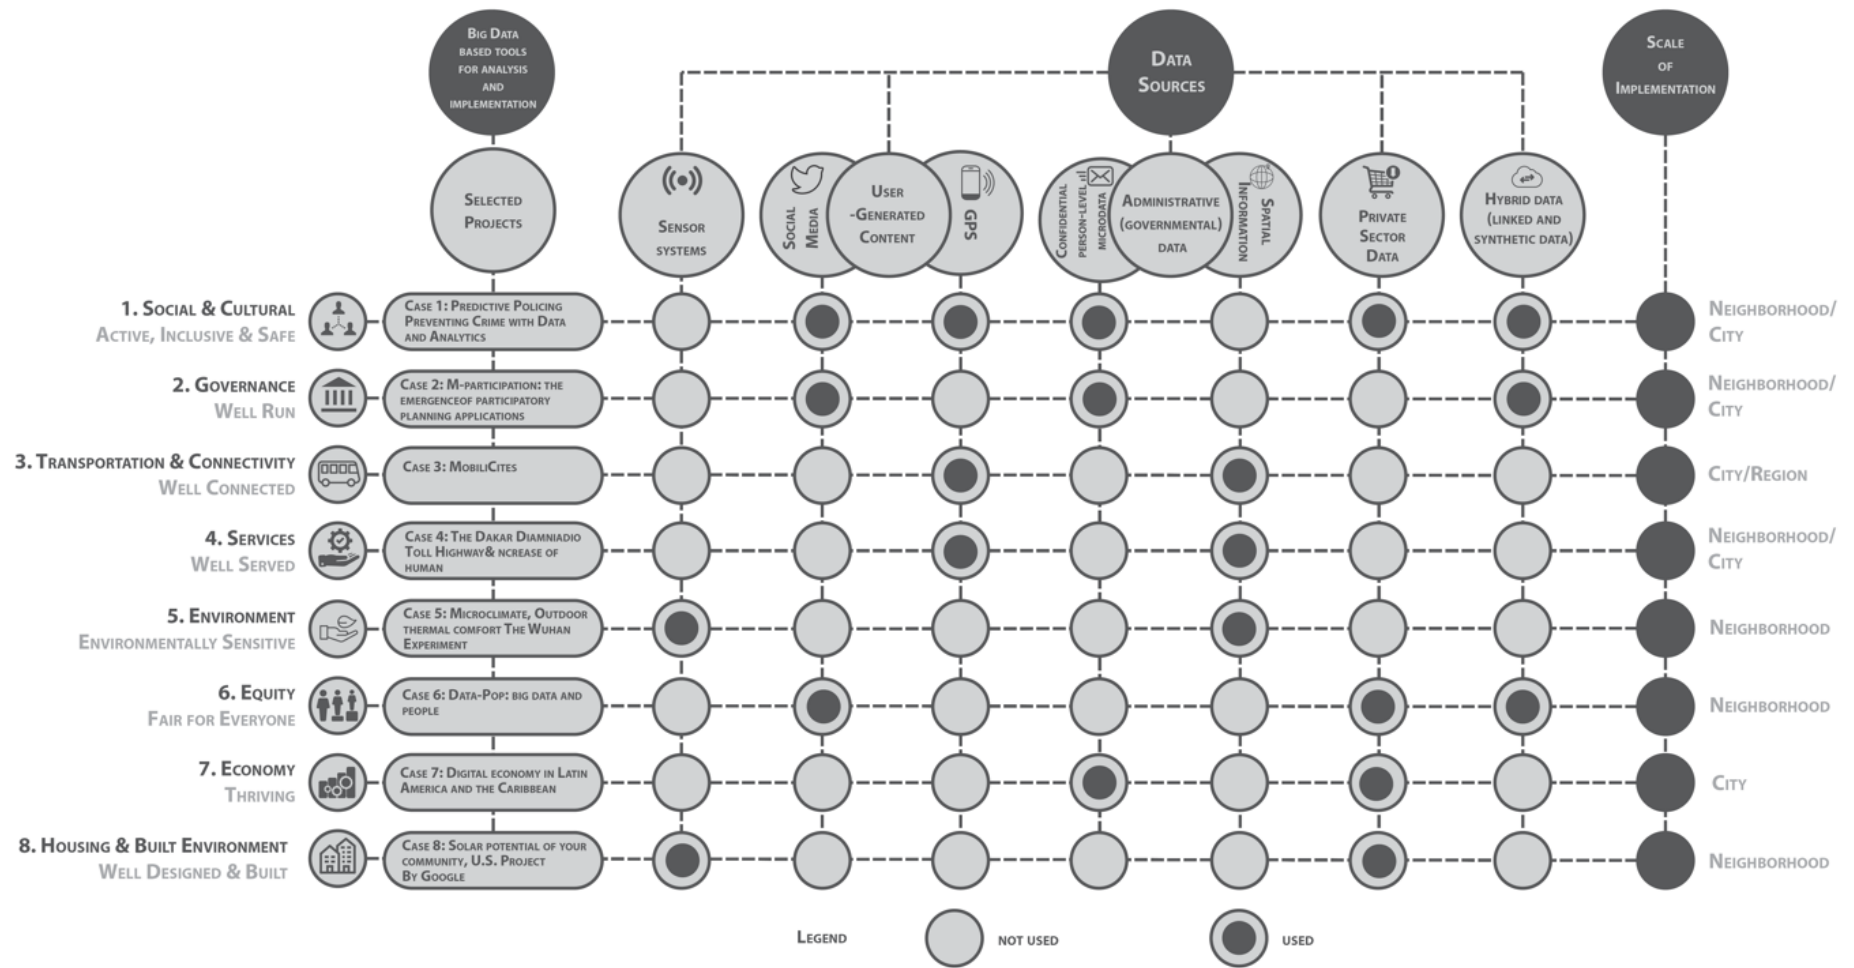 Big Data
based tools
for analysis
and
implementation
Data
Sources
Scale
of
Implementation
Selected
Projects
Sensor
systems
Social
Media
User
-Generated
Content
GPS
Confidential
person-level
microdata
Administrative
(governmental)
data
Spatial
Information
Private
Sector
Data
Hybrid data
(linked and
synthetic data)
1. Social & Cultural
Active, Inclusive & Safe
Case 1: Predictive Policing
Preventing Crime with Data
and Analytics
Neighborhood/
City
2. Governance
Well Run
Case 2: M-participation: the
emergenceof participatory
planning applications
Neighborhood/
City
3. Transportation & Connectivity
Well Connected
Case 3: MobiliCites
City/Region
4. Services
Well Served
Case 4: The Dakar Diamniadio
Toll Highway& ncrease of
human
Neighborhood/
City
5. Environment
Environmentally Sensitive
Case 5: Microclimate, Outdoor
thermal comfort The Wuhan
Experiment
Neighborhood
6. Equity
Fair for Everyone
Case 6: Data-Pop: big data and
people
Neighborhood
7. Economy
Thriving
Case 7: Digital economy in Latin
America and the Caribbean
City
8. Housing & Built Environment
Well Designed & Built
Case 8: Solar potential of your
community, U.S. Project
By Google
Neighborhood
Legend
not used
used